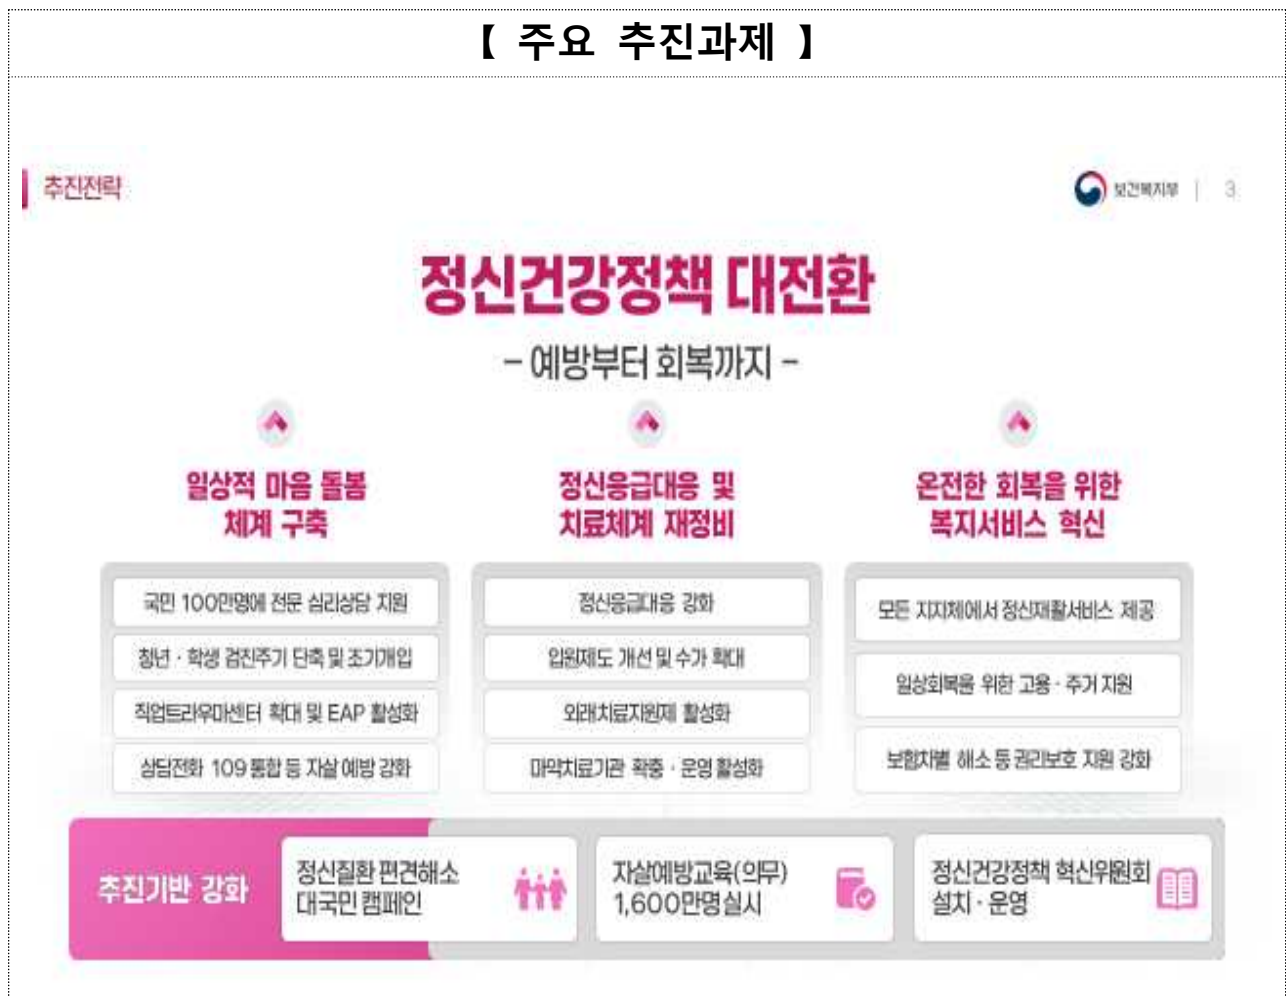 【 주요 추진과제 】
추진전략
보건복지부 | 3
정신건강정책 대전환
- 예방부터 회복까지 -
일상적 마음 돌봄
체계 구축
국민 100만명에 전문 심리상담 지원
청년 · 학생 검진주기 단축 및 조기개입
직업트라우마센터 확대 및 EAP 활성화
상담전화 109 통합 등 자살 예방 강화
정신응급대응 및
치료체계 재정비
정신응급대응 강화
입원제도 개선 및 수가 확대
외래치료지원제 활성화
마약치료기관 확충 · 운영 활성화
온전한 회복을 위한
복지서비스 혁신
모든 지자체에서 정신재활서비스 제공
일상회복을 위한 고용 · 주거 지원
보험차별 해소 등 권리보호 지원 강화
추진기반 강화
정신질환 편견해소
대국민 캠페인
자살예방교육(의무)
1,600만명 실시
정신건강정책 혁신위원회
설치 · 운영